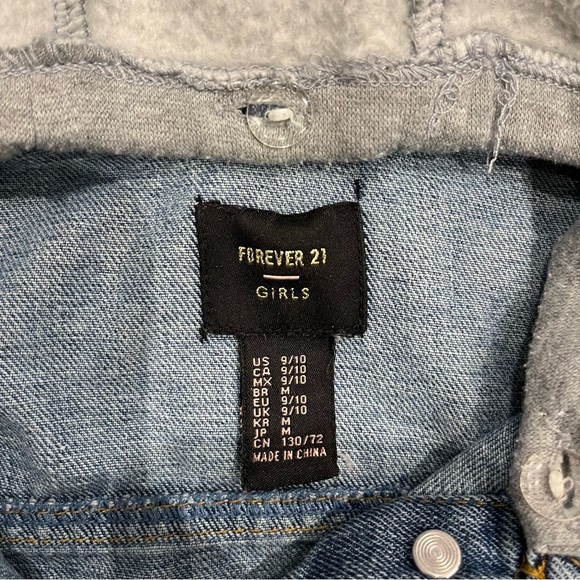 FOREVER 21
GIRLS
US 9/10
CA 9/10
MX 9/10
BR M
EU 9/10
UK 9/10
KR M
JP M
CN 130/72
MADE IN CHINA